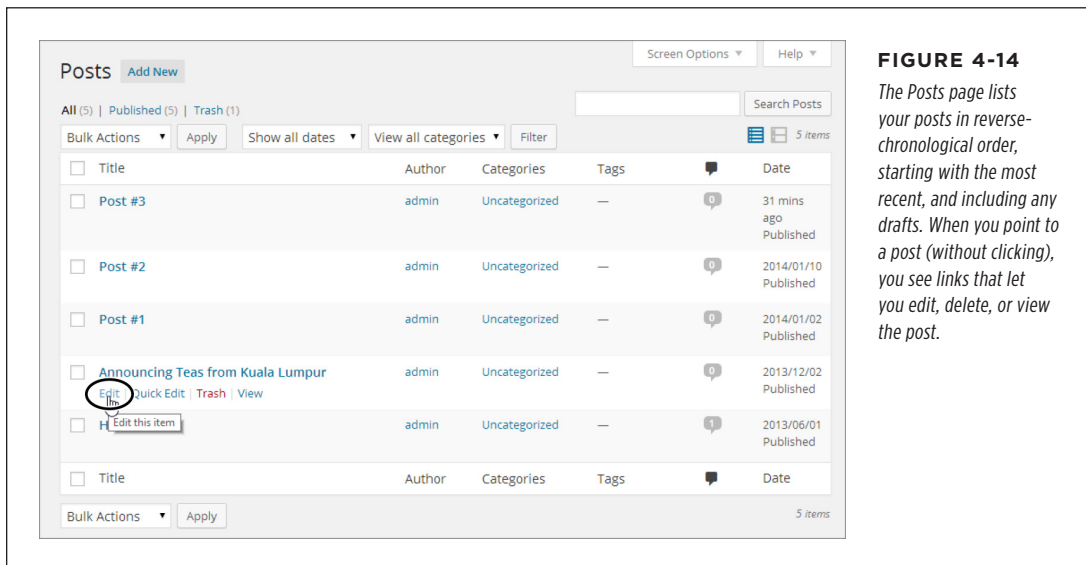 Screen Options ▼ Help ▼
Posts Add New
All (5) | Published (5) | Trash (1)
Search Posts
Bulk Actions ▼ Apply Show all dates ▼ View all categories ▼ Filter 5 items
Title Author Categories Tags Date
Post #3 admin Uncategorized — 0 31 mins
ago
Published
Post #2 admin Uncategorized — 0 2014/01/10
Published
Post #1 admin Uncategorized — 0 2014/01/02
Published
Announcing Teas from Kuala Lumpur admin Uncategorized — 0 2013/12/02
Published
Edit | Quick Edit | Trash | View
Edit this item
H admin Uncategorized — 1 2013/06/01
Published
Title Author Categories Tags Date
Bulk Actions ▼ Apply 5 items
FIGURE 4-14
The Posts page lists
your posts in reverse-
chronological order,
starting with the most
recent, and including any
drafts. When you point to
a post (without clicking),
you see links that let
you edit, delete, or view
the post.